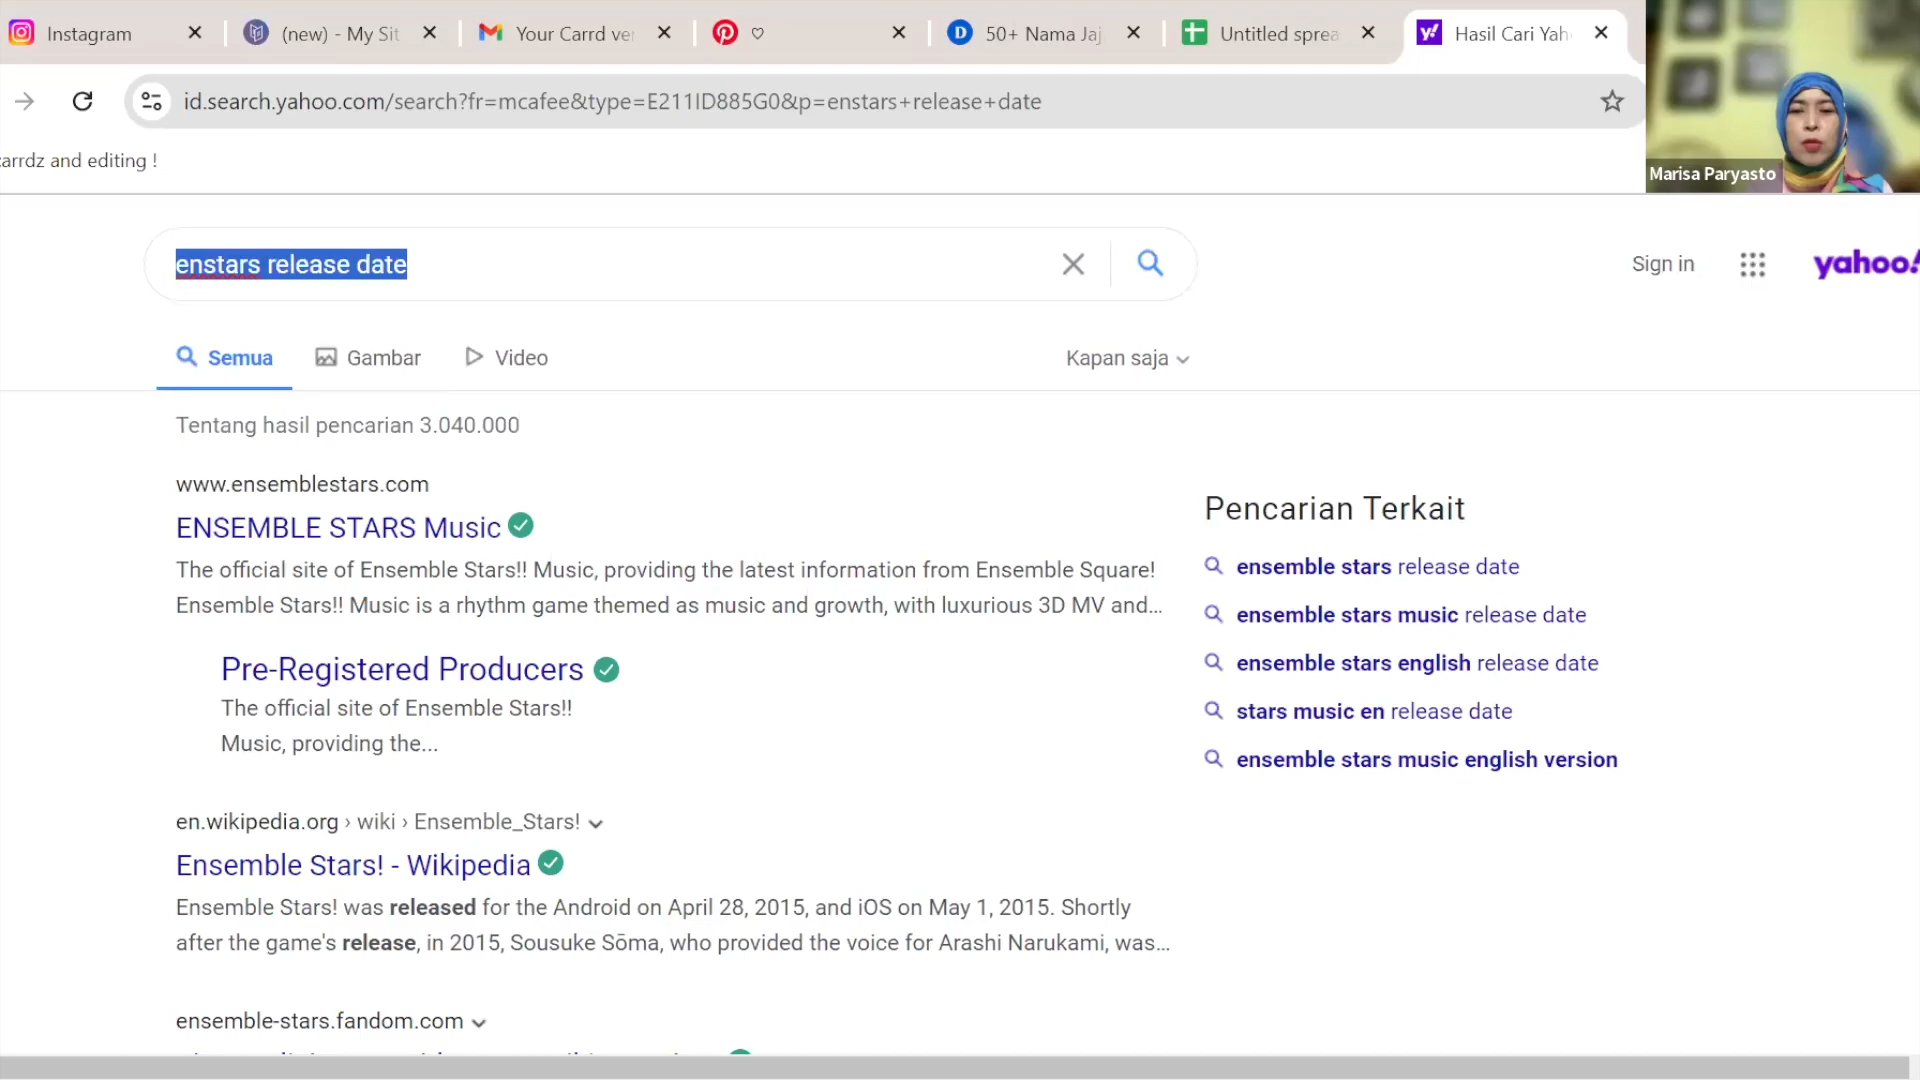 Instagram
(new) - My Sit
Your Carrd ver
♡
50+ Nama Jaj
Untitled sprea
Hasil Cari Yah
id.search.yahoo.com/search?fr=mcafee&type=E211ID885G0&p=enstars+release+date
carrdz and editing !
Marisa Paryasto
enstars release date
Sign in
yahoo!
Semua
Gambar
Video
Kapan saja
Tentang hasil pencarian 3.040.000
www.ensemblestars.com
ENSEMBLE STARS Music
The official site of Ensemble Stars!! Music, providing the latest information from Ensemble Square!
Ensemble Stars!! Music is a rhythm game themed as music and growth, with luxurious 3D MV and...
Pre-Registered Producers
The official site of Ensemble Stars!!
Music, providing the...
en.wikipedia.org › wiki › Ensemble_Stars!
Ensemble Stars! - Wikipedia
Ensemble Stars! was released for the Android on April 28, 2015, and iOS on May 1, 2015. Shortly
after the game's release, in 2015, Sousuke Sōma, who provided the voice for Arashi Narukami, was...
ensemble-stars.fandom.com
Pencarian Terkait
ensemble stars release date
ensemble stars music release date
ensemble stars english release date
stars music en release date
ensemble stars music english version